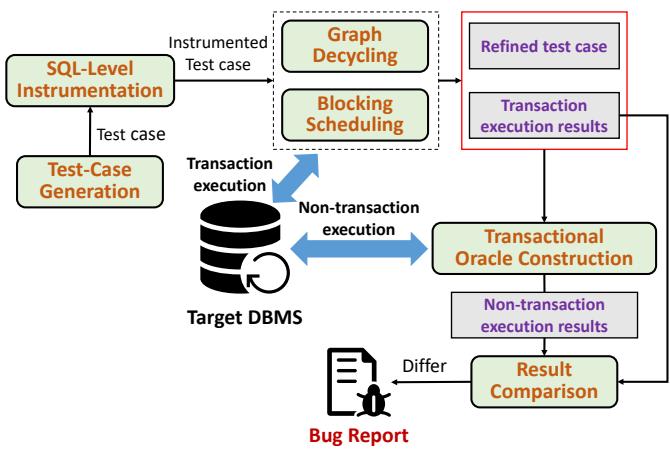 Instrumented
Test case
Graph
Decycling
Refined test case
SQL-Level
Instrumentation
Blocking
Scheduling
Transaction
execution results
Test case
Test-Case
Generation
Transaction
execution
Non-transaction
execution
Transactional
Oracle Construction
Target DBMS
Non-transaction
execution results
Differ
Result
Comparison
Bug Report